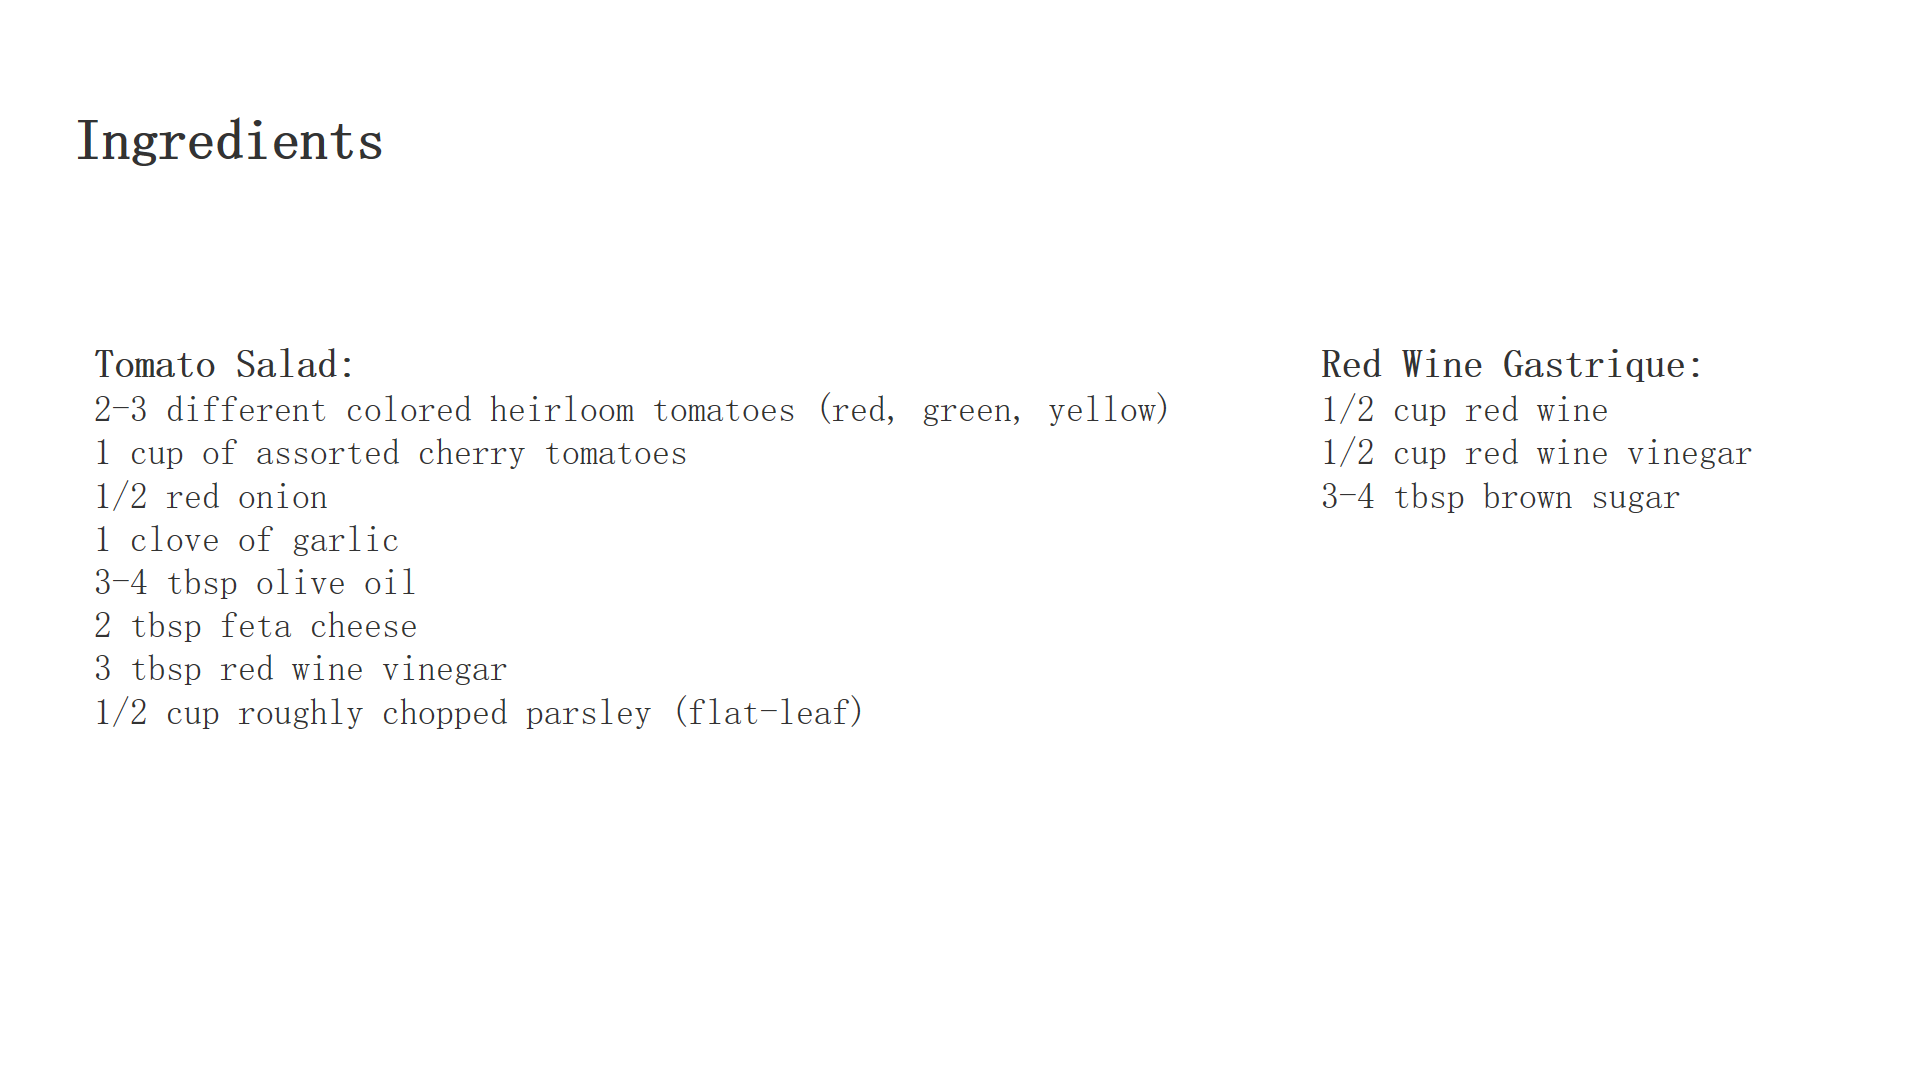 Ingredients
Tomato Salad:
2-3 different colored heirloom tomatoes (red, green, yellow)
1 cup of assorted cherry tomatoes
1/2 red onion
1 clove of garlic
3-4 tbsp olive oil
2 tbsp feta cheese
3 tbsp red wine vinegar
1/2 cup roughly chopped parsley (flat-leaf)
Red Wine Gastrique:
1/2 cup red wine
1/2 cup red wine vinegar
3-4 tbsp brown sugar